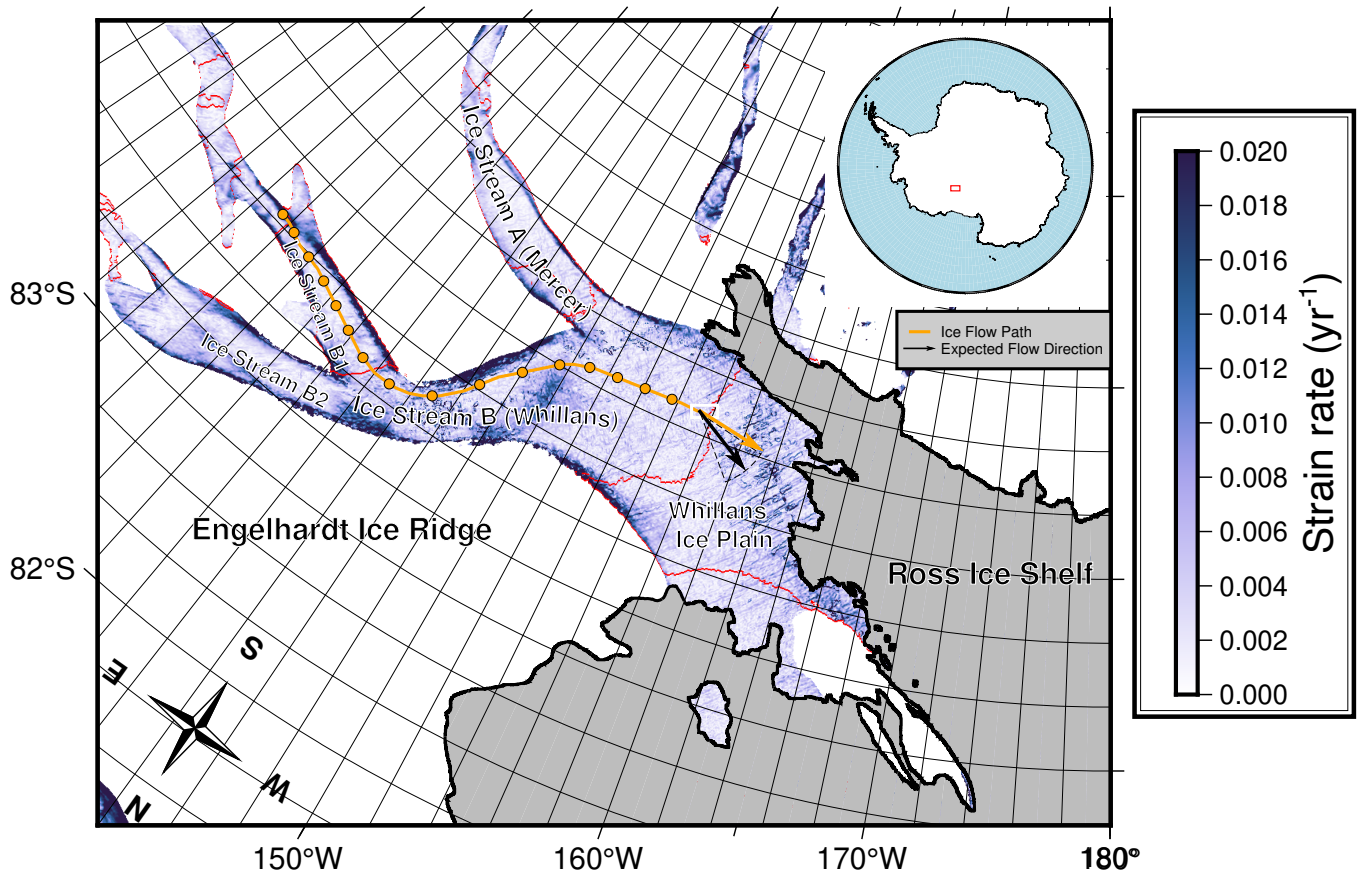 83°S
82°S
Ice Stream A (Mercer)
Ice Stream B1
Ice Stream B2
Ice Stream B (Whillans)
Ice Flow Path
Expected Flow Direction
Whillans
Ice Plain
Engelhardt Ice Ridge
Ross Ice Shelf
S
E
W
N
150°W
160°W
170°W
180°
0.020
0.018
0.016
0.014
0.012
0.010
0.008
0.006
0.004
0.002
0.000
Strain rate (yr⁻¹)